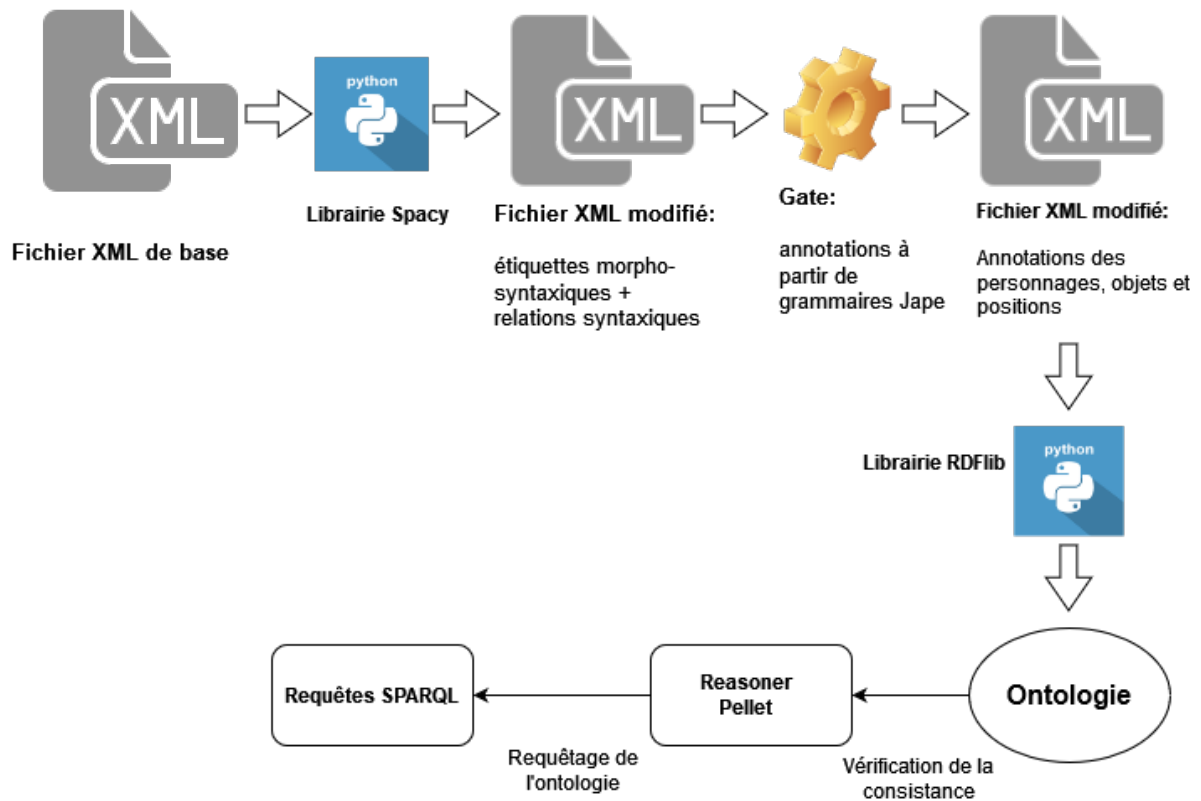 XML
Fichier XML de base
python
Librairie Spacy
XML
Fichier XML modifié:
étiquettes morpho-
syntaxiques +
relations syntaxiques
Gate:
annotations à
partir de
grammaires Jape
XML
Fichier XML modifié:
Annotations des
personnages, objets et
positions
Librairie RDFlib
python
Ontologie
Vérification de la
consistance
Reasoner
Pellet
Requêtage de
l'ontologie
Requêtes SPARQL